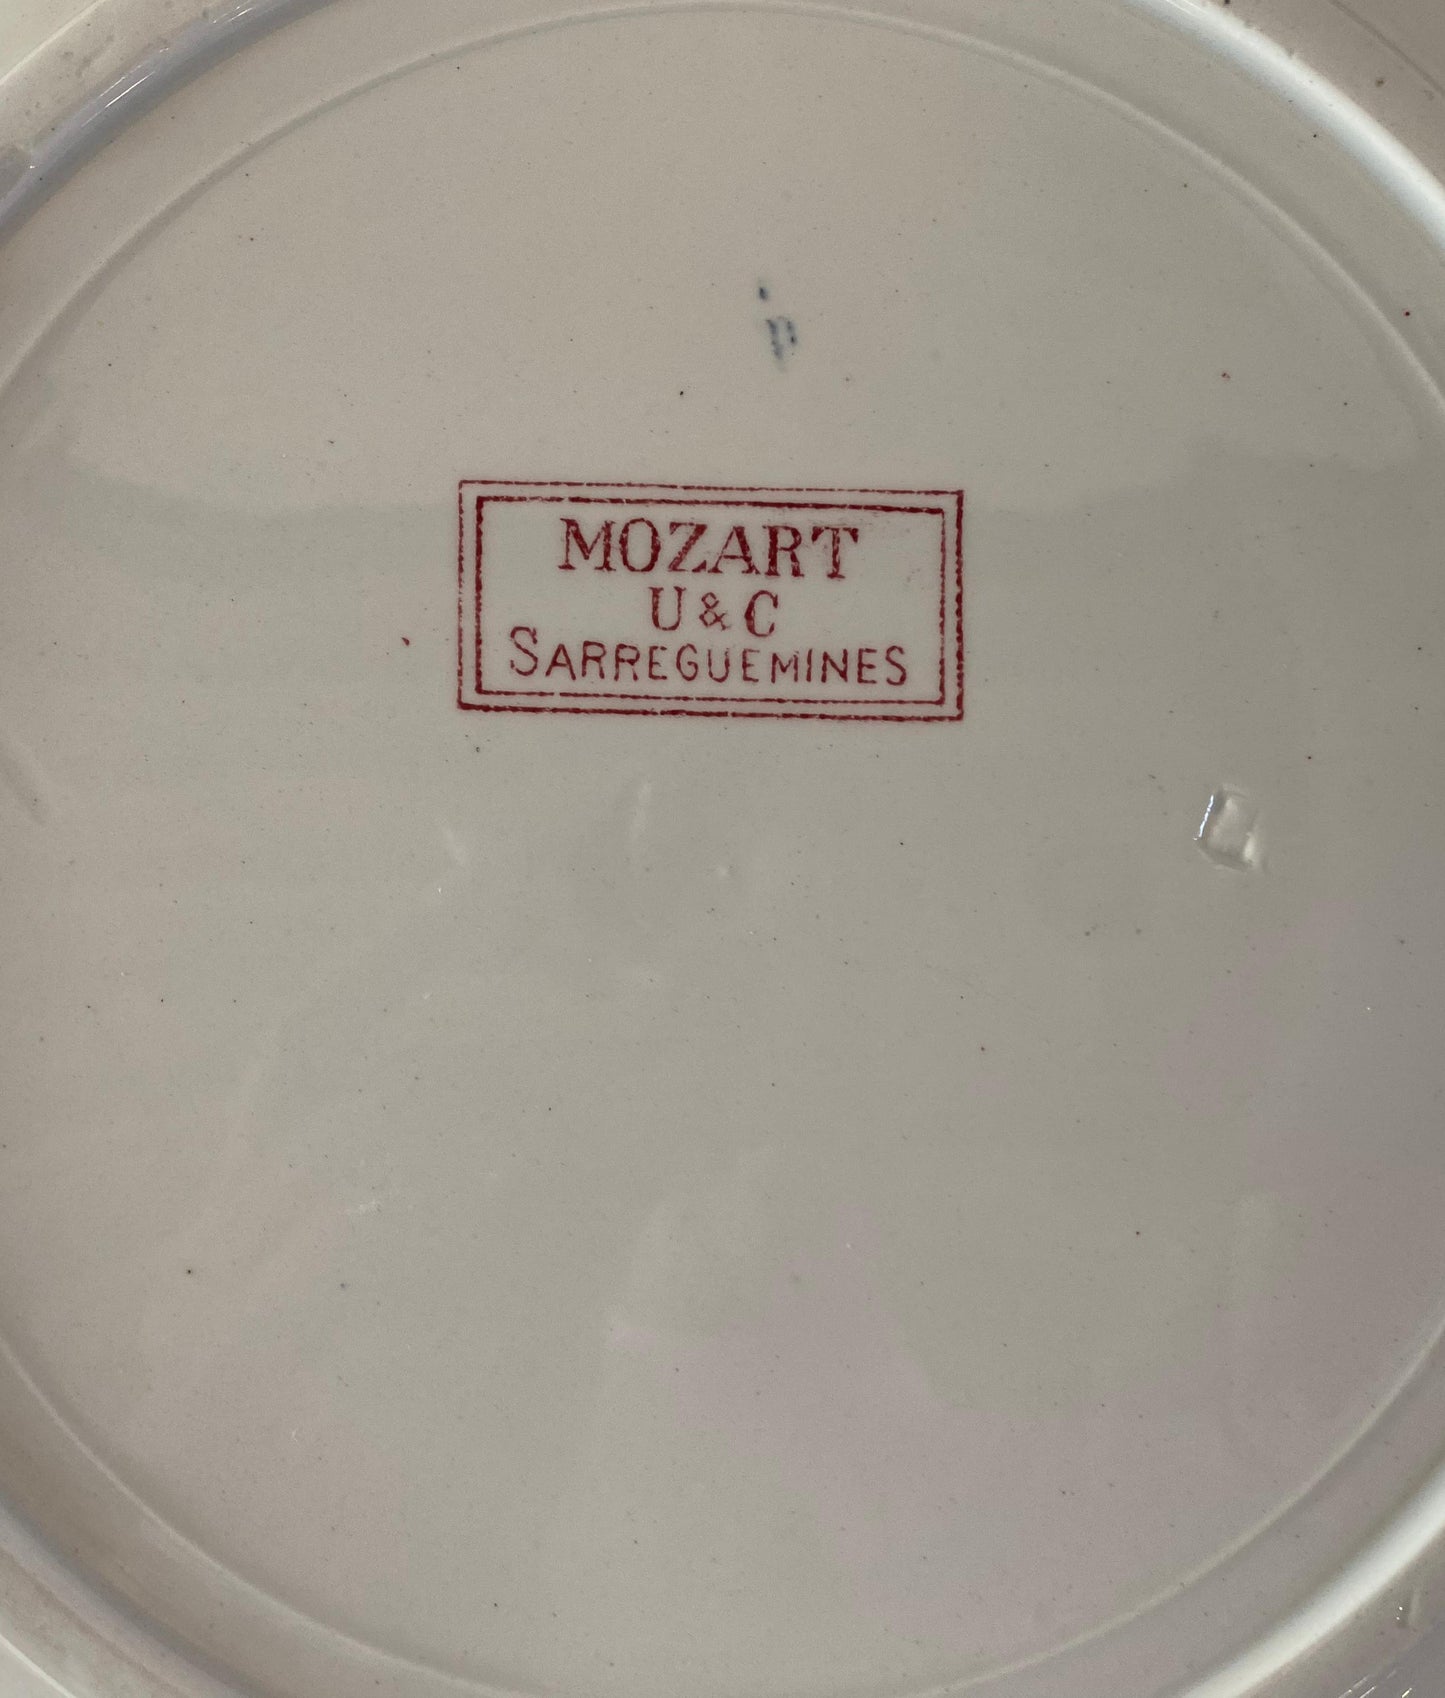 MOZART
U & C
SARREGUEMINES